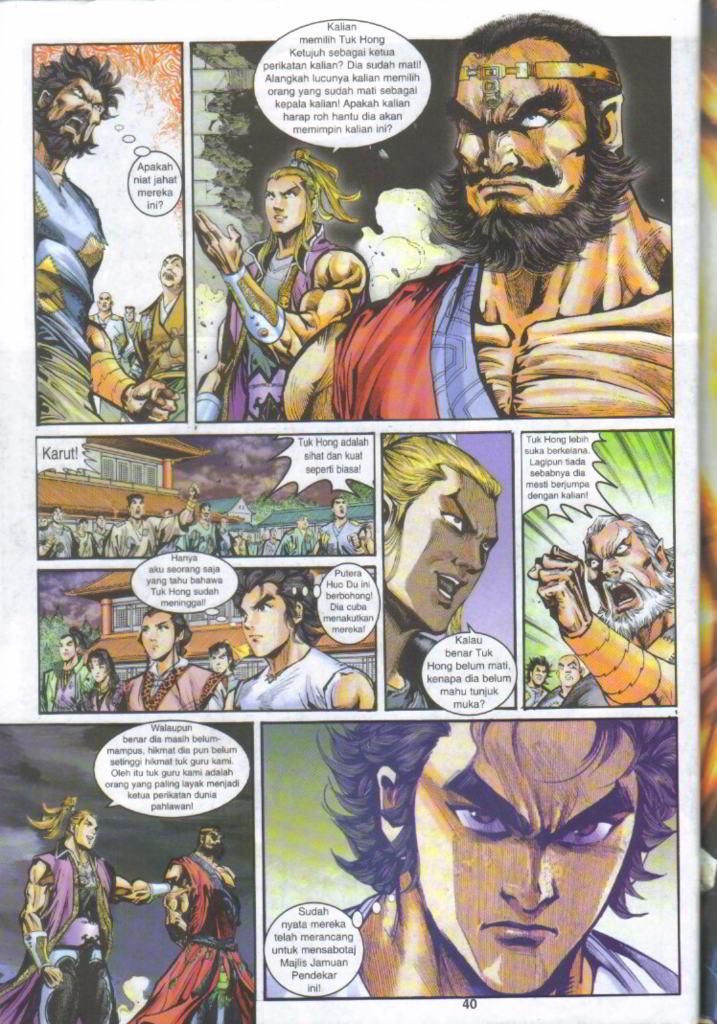 Apakah
niat jahat
mereka
ini?
Kalian
memilih Tuk Hong
Ketujuh sebagai ketua
perikatan kalian? Dia sudah mati!
Alangkah lucunya kalian memilih
orang yang sudah mati sebagai
kepala kalian! Apakah kalian
harap roh hantu dia akan
memimpin kalian ini?
Karut!
Tuk Hong adalah
sihat dan kuat
seperti biasa!
Hanya
aku seorang saja
yang tahu bahawa
Tuk Hong sudah
meninggal!
Putera
Huo Du ini
berbohong!
Dia cuba
menakutkan
mereka!
Kalau
benar Tuk
Hong belum mati,
kenapa dia belum
mahu tunjuk
muka?
Tuk Hong lebih
suka berkelana.
Lagipun tiada
sebabnya dia
mesti berjumpa
dengan kalian!
Walaupun
benar dia masih belum-
mampus, hikmat dia pun belum
setinggi hikmat tuk guru kami.
Oleh itu tuk guru kami adalah
orang yang paling layak menjadi
ketua perikatan dunia
pahlawan!
Sudah
nyata mereka
telah merancang
untuk mensabotaj
Majlis Jamuan
Pendekar
ini!
40